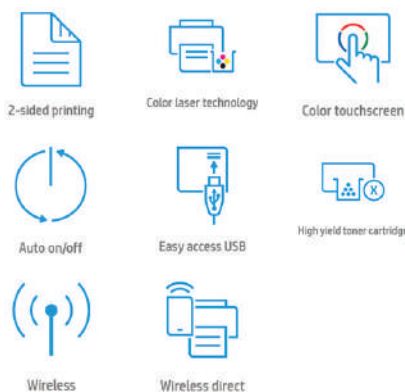 2-sided printing
Color laser technology
Color touchscreen
Auto on/off
Easy access USB
High yield toner cartridge
X
Wireless
Wireless direct